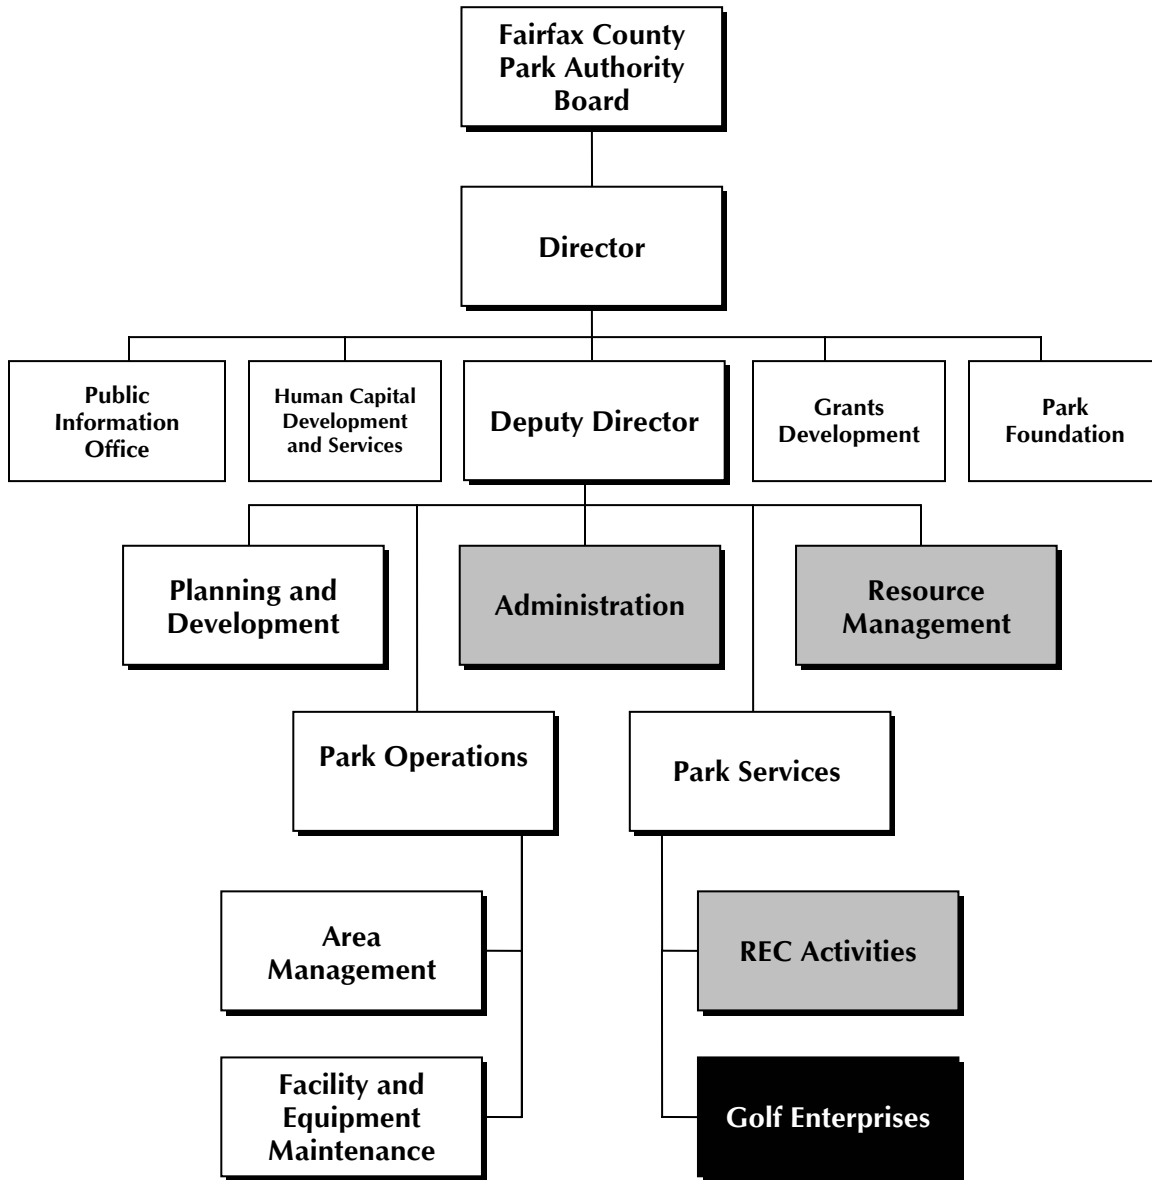 Fairfax County
Park Authority
Board
Director
Public
Information
Office
Human Capital
Development
and Services
Deputy Director
Grants
Development
Park
Foundation
Planning and
Development
Administration
Resource
Management
Park Operations
Park Services
Area
Management
REC Activities
Facility and
Equipment
Maintenance
Golf Enterprises